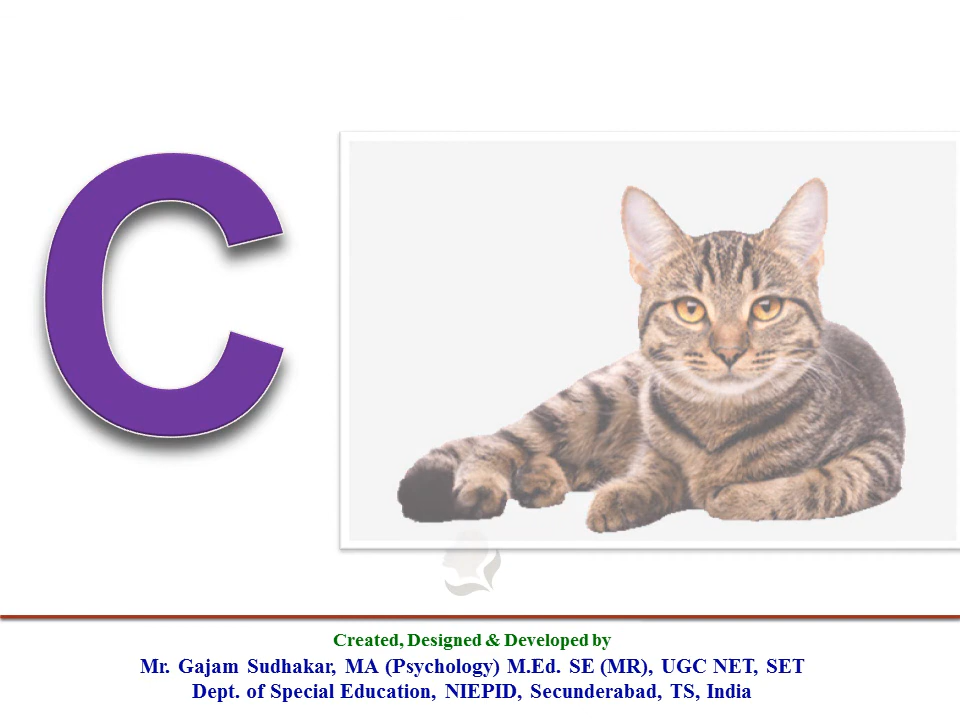 C
Created, Designed & Developed by
Mr. Gajam Sudhakar, MA (Psychology) M.Ed. SE (MR), UGC NET, SET
Dept. of Special Education, NIEPID, Secunderabad, TS, India